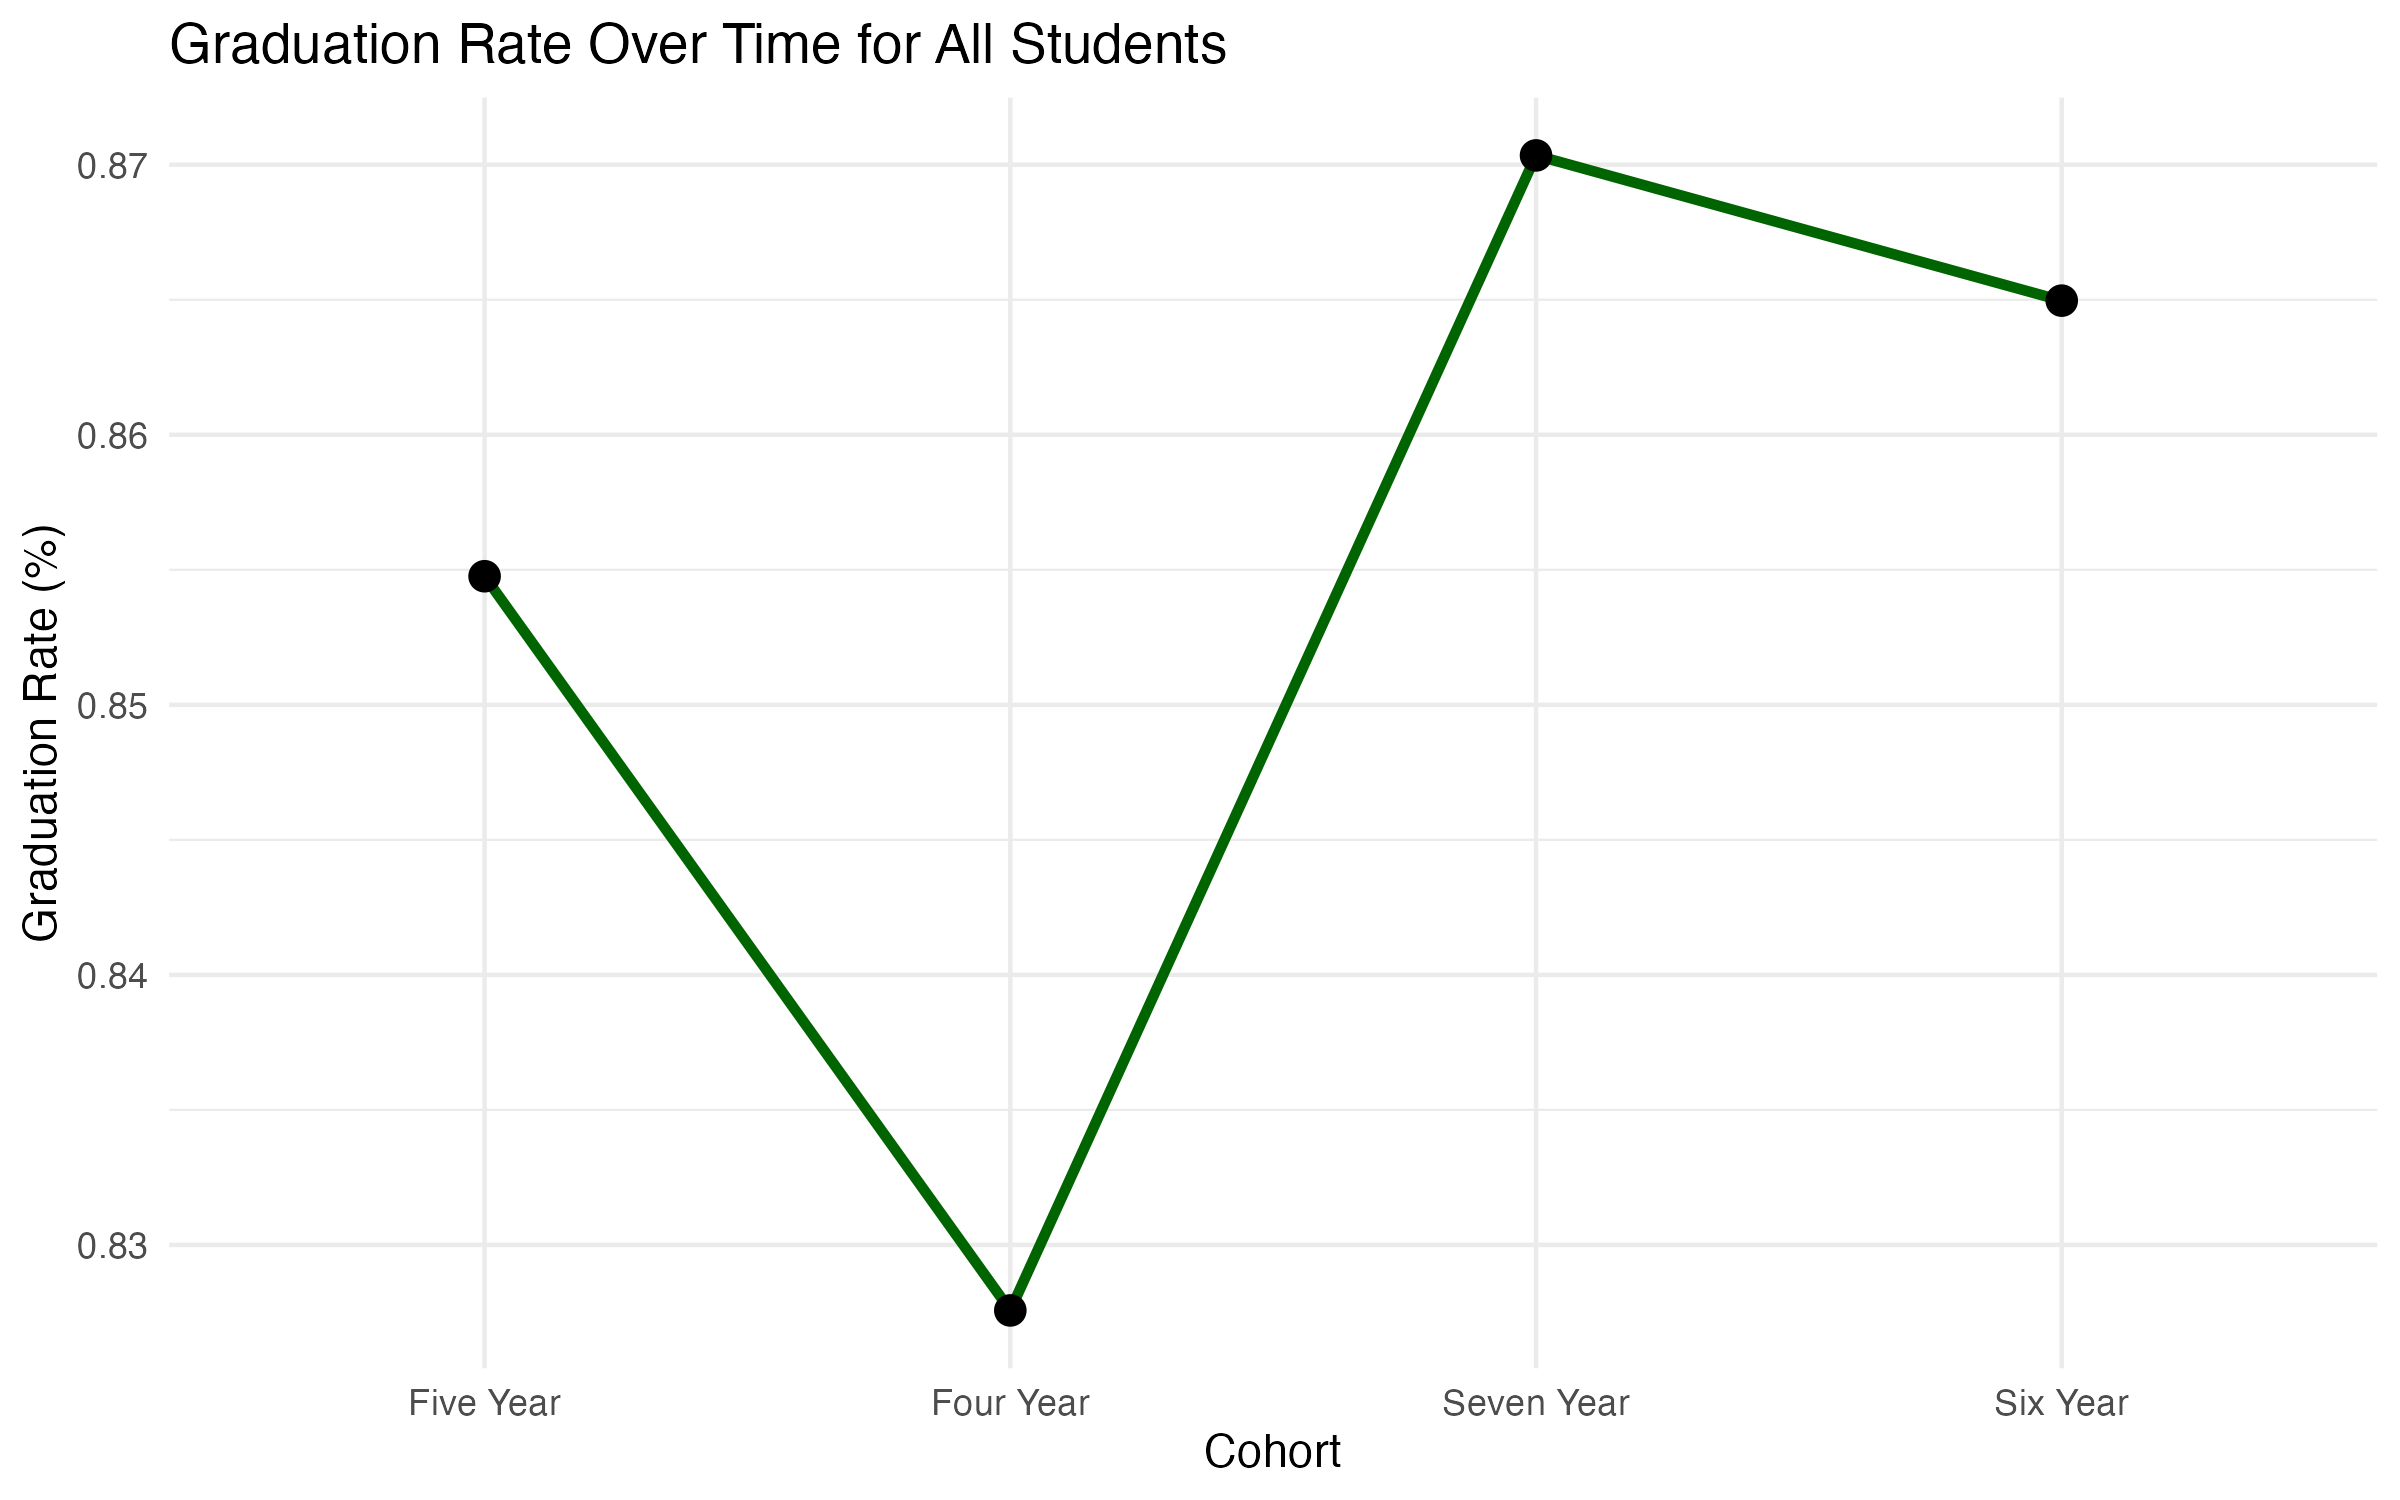 Graduation Rate Over Time for All Students
Graduation Rate (%)
0.87
0.86
0.85
0.84
0.83
Five Year
Four Year
Seven Year
Six Year
Cohort